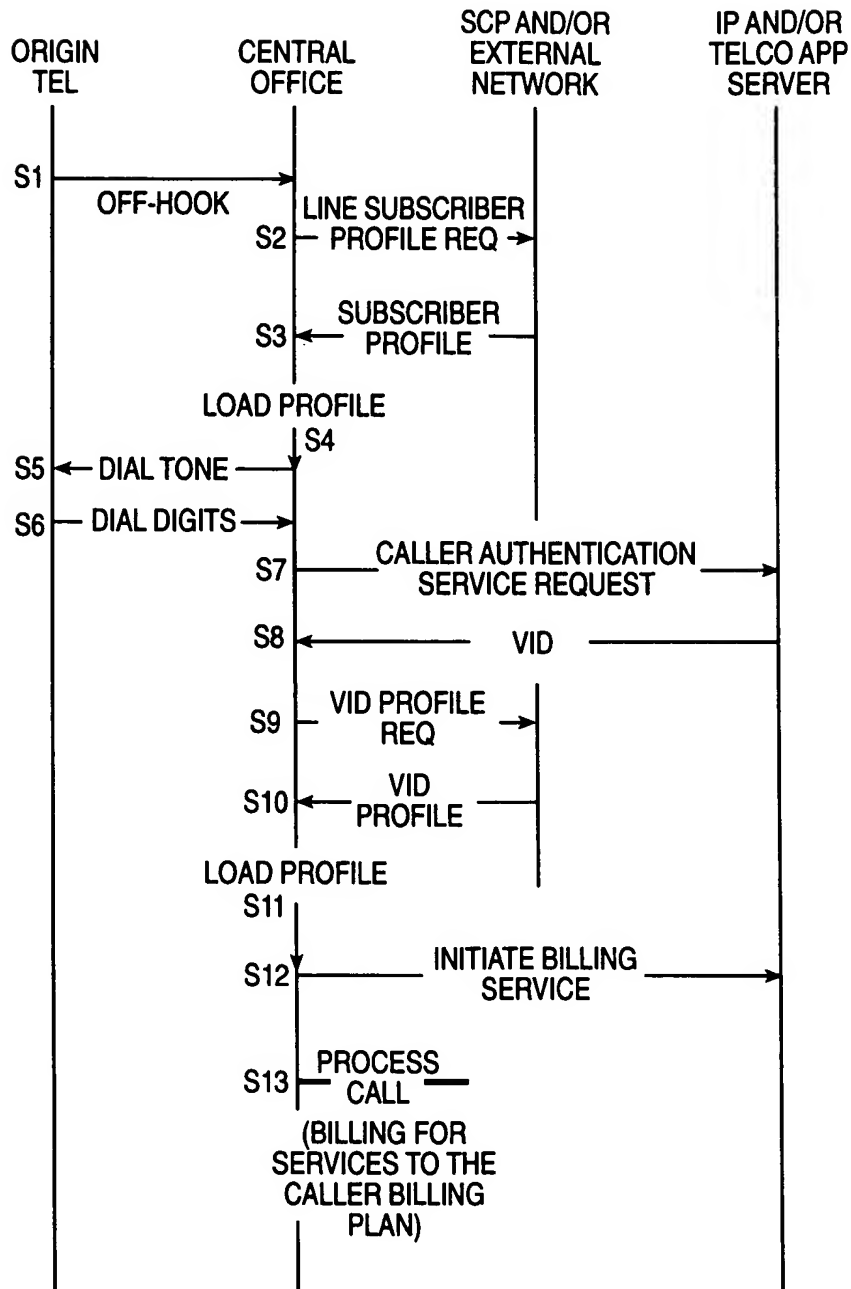 ORIGIN
TEL
CENTRAL
OFFICE
SCP AND/OR
EXTERNAL
NETWORK
IP AND/OR
TELCO APP
SERVER
S1
OFF-HOOK
S2
LINE SUBSCRIBER
PROFILE REQ
S3
SUBSCRIBER
PROFILE
LOAD PROFILE
S4
S5
DIAL TONE
S6
DIAL DIGITS
S7
CALLER AUTHENTICATION
SERVICE REQUEST
S8
VID
S9
VID PROFILE
REQ
S10
VID
PROFILE
LOAD PROFILE
S11
S12
INITIATE BILLING
SERVICE
S13
PROCESS
CALL
(BILLING FOR
SERVICES TO THE
CALLER BILLING
PLAN)